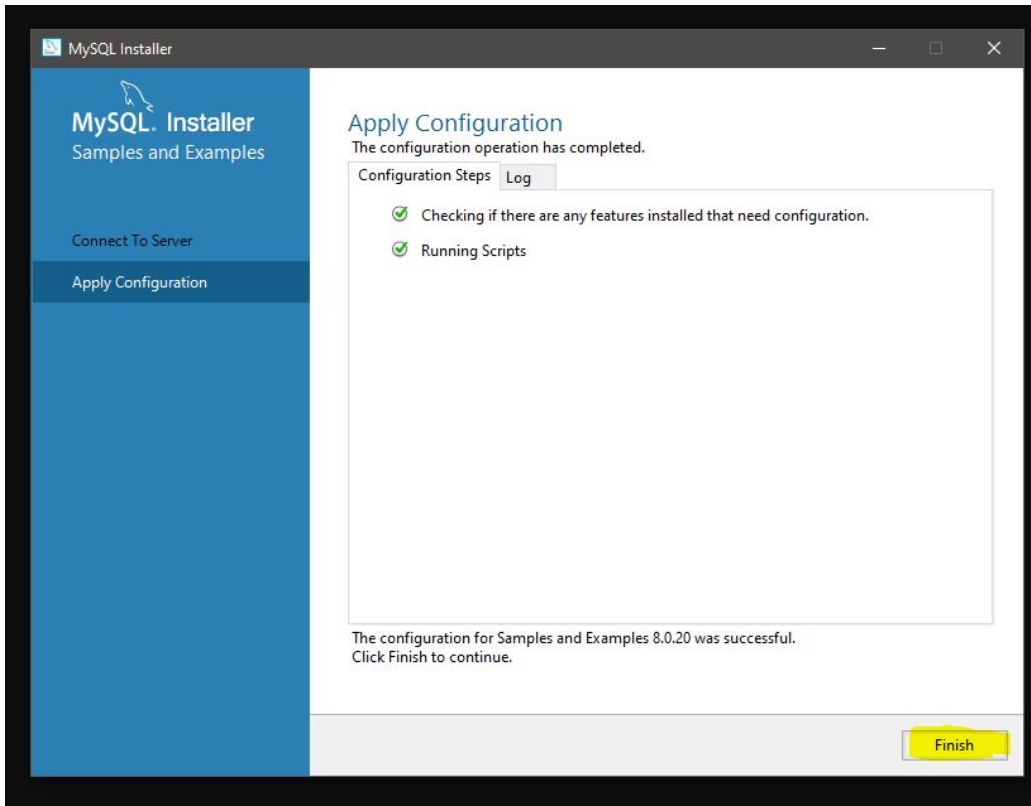 MySQL Installer
MySQL. Installer
Samples and Examples
Connect To Server
Apply Configuration
Apply Configuration
The configuration operation has completed.
Configuration Steps Log
Checking if there are any features installed that need configuration.
Running Scripts
The configuration for Samples and Examples 8.0.20 was successful.
Click Finish to continue.
Finish